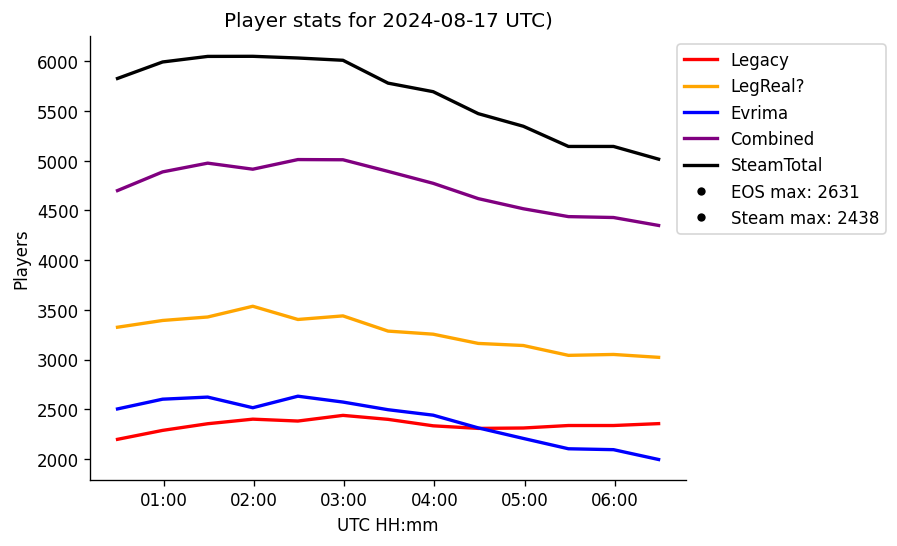 Player stats for 2024-08-17 UTC)
Legacy
LegReal?
Evrima
Combined
SteamTotal
EOS max: 2631
Steam max: 2438
Players
6000
5500
5000
4500
4000
3500
3000
2500
2000
01:00 02:00 03:00 04:00 05:00 06:00
UTC HH:mm